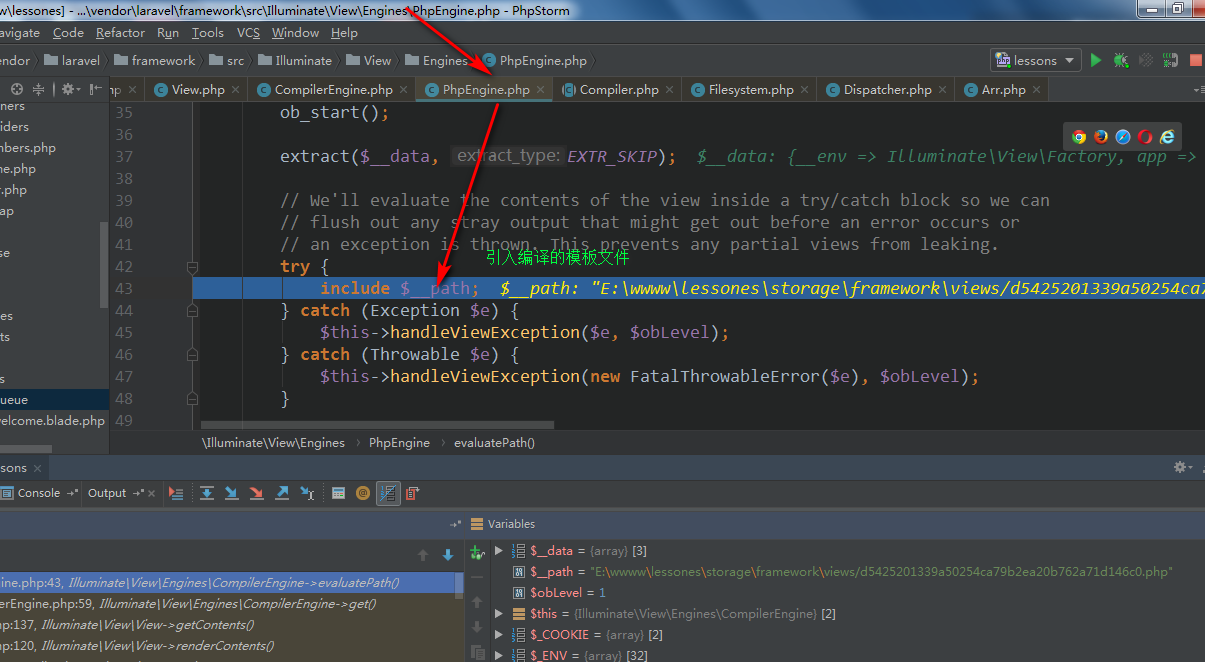 w\lessones] - ...\vendor\laravel\framework\src\Illuminate\View\Engines\PhpEngine.php - PhpStorm
avigate Code Refactor Run Tools VCS Window Help
endor laravel framework src Illuminate View Engines PhpEngine.php lessons
hp View.php CompilerEngine.php PhpEngine.php Compiler.php Filesystem.php Dispatcher.php Arr.php
ners
iders
mbers.php
ne.php
r.php
ap
se
es
ts
s
ueue
welcome.blade.php
35 ob_start();
36
37 extract($__data, extract_type: EXTR_SKIP); $__data: {__env => Illuminate\View\Factory, app =>
38
39 // We'll evaluate the contents of the view inside a try/catch block so we can
40 // flush out any stray output that might get out before an error occurs or
41 // an exception is thrown. This prevents any partial views from leaking.
引入编译的模板文件
42 try {
43 include $__path; $__path: "E:\wwww\lessones\storage\framework\views/d5425201339a50254ca7
44 } catch (Exception $e) {
45 $this->handleViewException($e, $obLevel);
46 } catch (Throwable $e) {
47 $this->handleViewException(new FatalThrowableError($e), $obLevel);
48 }
49
\Illuminate\View\Engines PhpEngine evaluatePath()
sons
Console Output
Variables
ine.php:43, Illuminate\View\Engines\CompilerEngine->evaluatePath()
erEngine.php:59, Illuminate\View\Engines\CompilerEngine->get()
hp:137, Illuminate\View\View->getContents()
hp:120, Illuminate\View\View->renderContents()
$__data = {array} [3]
$__path = "E:\wwww\lessones\storage\framework\views/d5425201339a50254ca79b2ea20b762a71d146c0.php"
$obLevel = 1
$this = {Illuminate\View\Engines\CompilerEngine} [2]
$_COOKIE = {array} [2]
$_ENV = {array} [32]